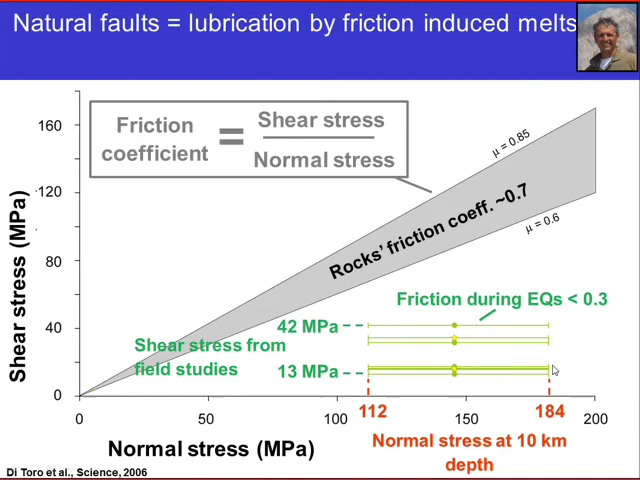 Natural faults = lubrication by friction induced melts
Friction
coefficient
=
Shear stress
Normal stress
μ = 0.85
Rocks' friction coeff. ~0.7
μ = 0.6
Friction during EQs < 0.3
42 MPa
Shear stress from
field studies
13 MPa
Shear stress (MPa)
160
120
80
40
0
0
50
100
150
200
112
184
Normal stress at 10 km
depth
Normal stress (MPa)
Di Toro et al., Science, 2006